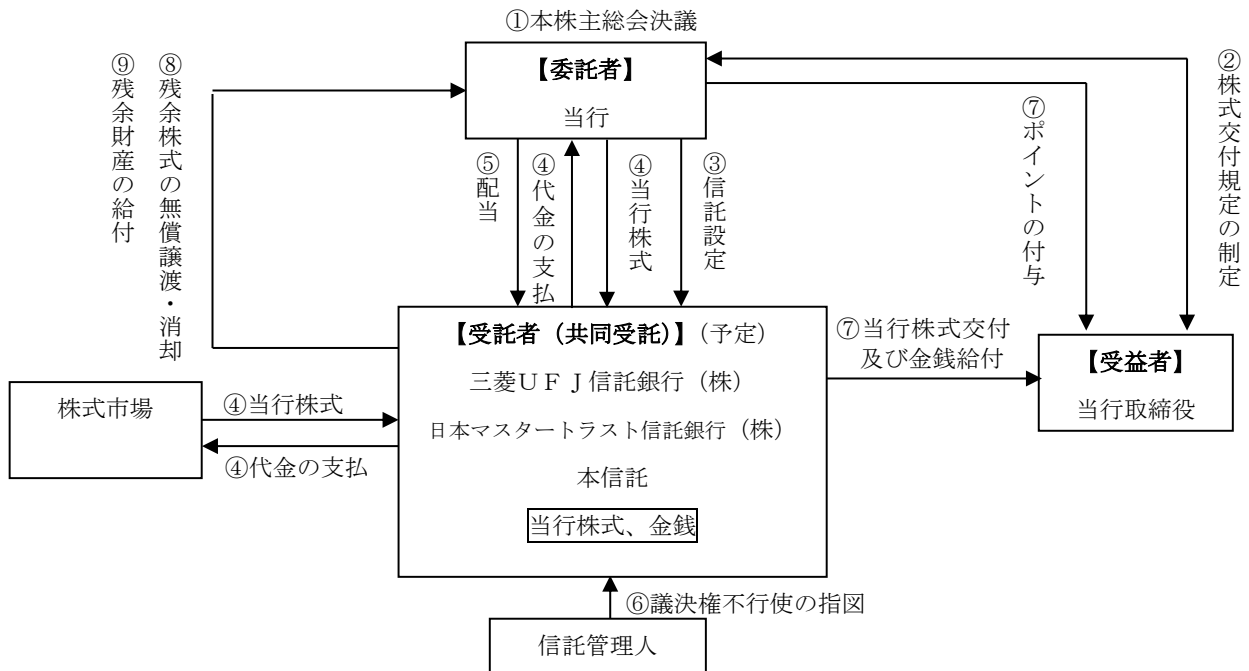 ①本株主総会決議
【委託者】
当行
⑨残余財産の給付
⑧残余株式の無償譲渡・消却
⑤配当
④代金の支払
④当行株式
③信託設定
⑦ポイントの付与
②株式交付規定の制定
【受託者（共同受託）】（予定）
三菱ＵＦＪ信託銀行（株）
日本マスタートラスト信託銀行（株）
本信託
当行株式、金銭
株式市場
④当行株式
④代金の支払
⑦当行株式交付
及び金銭給付
【受益者】
当行取締役
⑥議決権不行使の指図
信託管理人